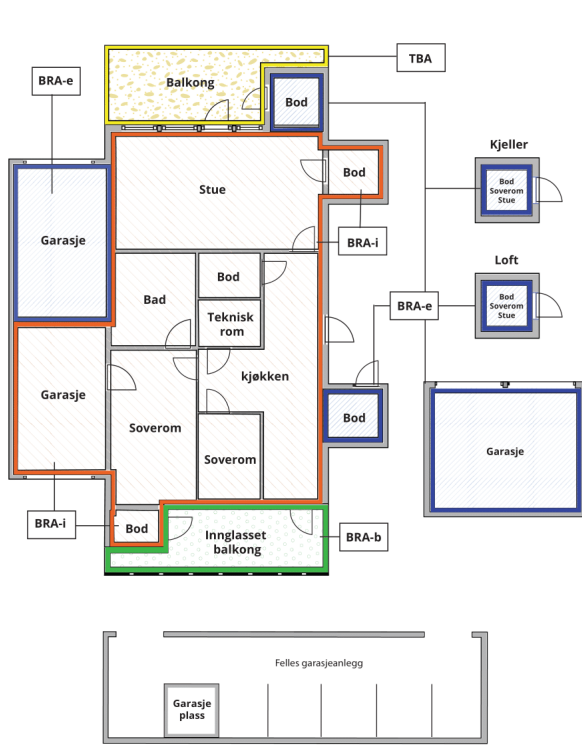 TBA
BRA-e
Balkong
Bod
Kjeller
Bod
Stue
Bod
Soverom
Stue
BRA-i
Garasje
Loft
Bod
Bad
Teknisk
rom
BRA-e
Bod
Soverom
Stue
kjøkken
Garasje
Bod
Soverom
Garasje
Soverom
BRA-i
Bod
Innglasset
balkong
BRA-b
Felles garasjeanlegg
Garasje
plass